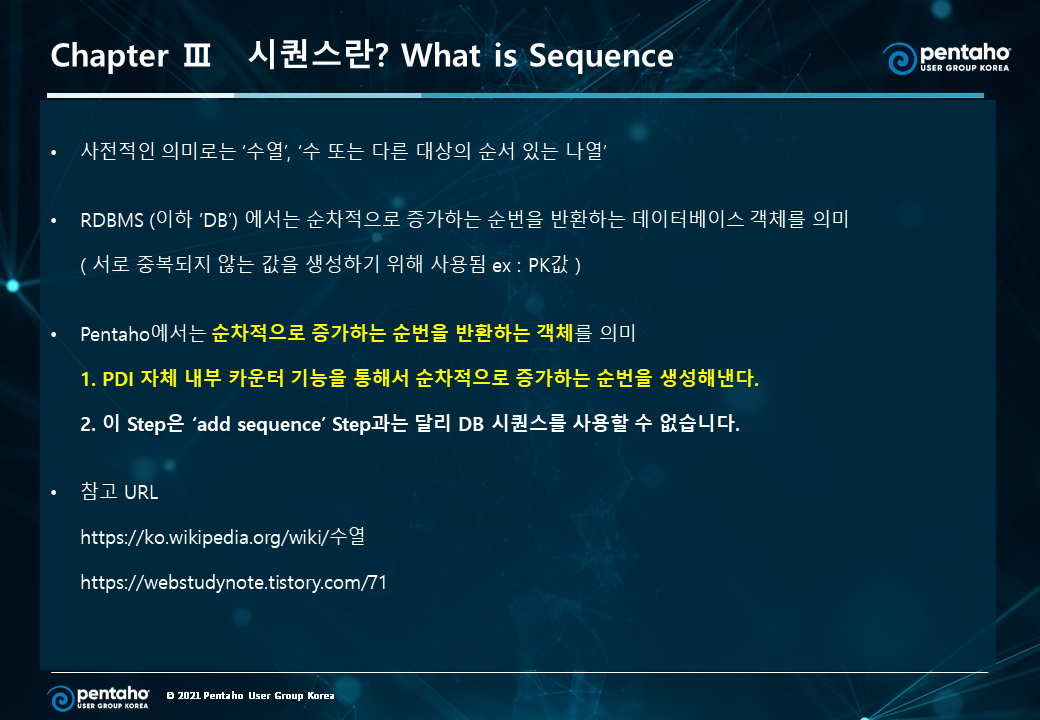 Chapter Ⅲ 시퀀스란? What is Sequence
pentaho
USER GROUP KOREA
• 사전적인 의미로는 ‘수열’, ‘수 또는 다른 대상의 순서 있는 나열’
• RDBMS (이하 ‘DB’) 에서는 순차적으로 증가하는 순번을 반환하는 데이터베이스 객체를 의미
( 서로 중복되지 않는 값을 생성하기 위해 사용됨 ex : PK값 )
• Pentaho에서는 순차적으로 증가하는 순번을 반환하는 객체를 의미
1. PDI 자체 내부 카운터 기능을 통해서 순차적으로 증가하는 순번을 생성해낸다.
2. 이 Step은 ‘add sequence’ Step과는 달리 DB 시퀀스를 사용할 수 없습니다.
• 참고 URL
https://ko.wikipedia.org/wiki/수열
https://webstudynote.tistory.com/71
pentaho
USER GROUP KOREA
© 2021 Pentaho User Group Korea